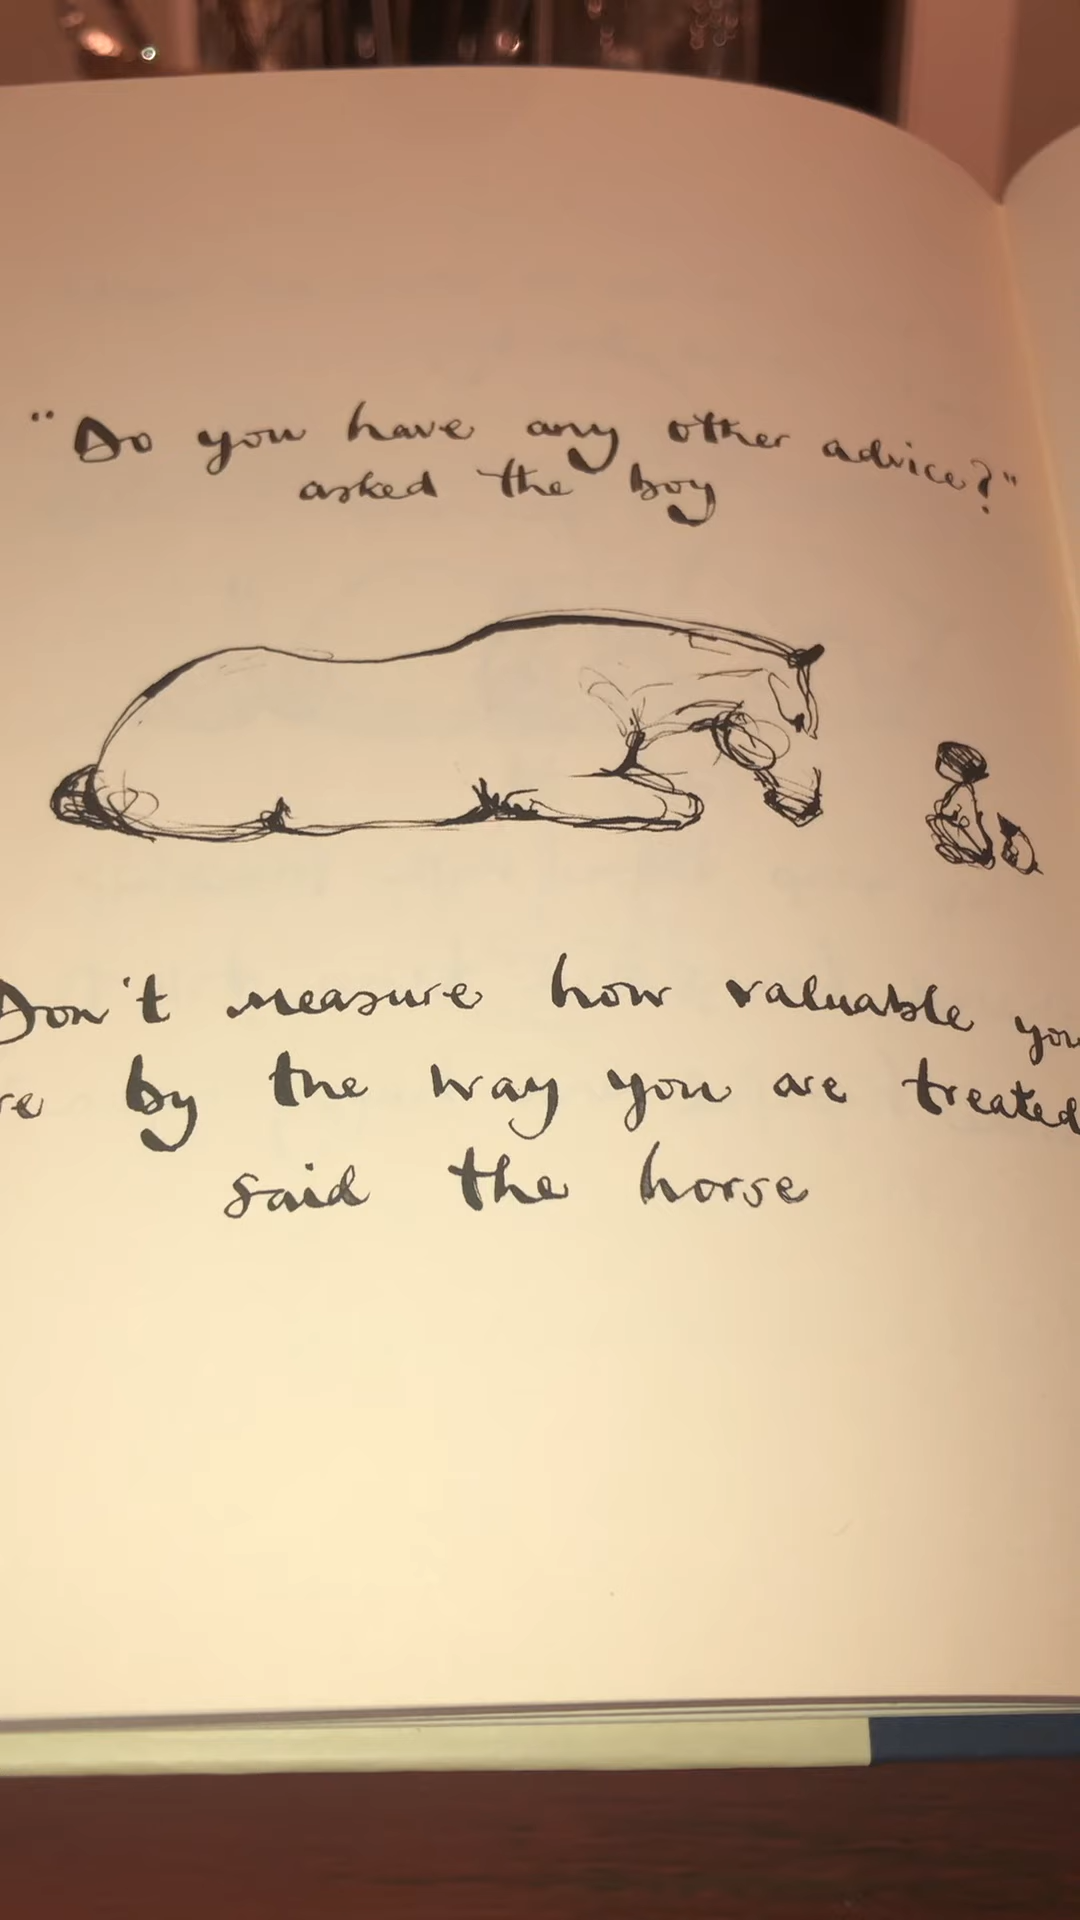 "Do you have any other advice?"
asked the boy
Don't measure how valuable you
re by the way you are treated
said the horse